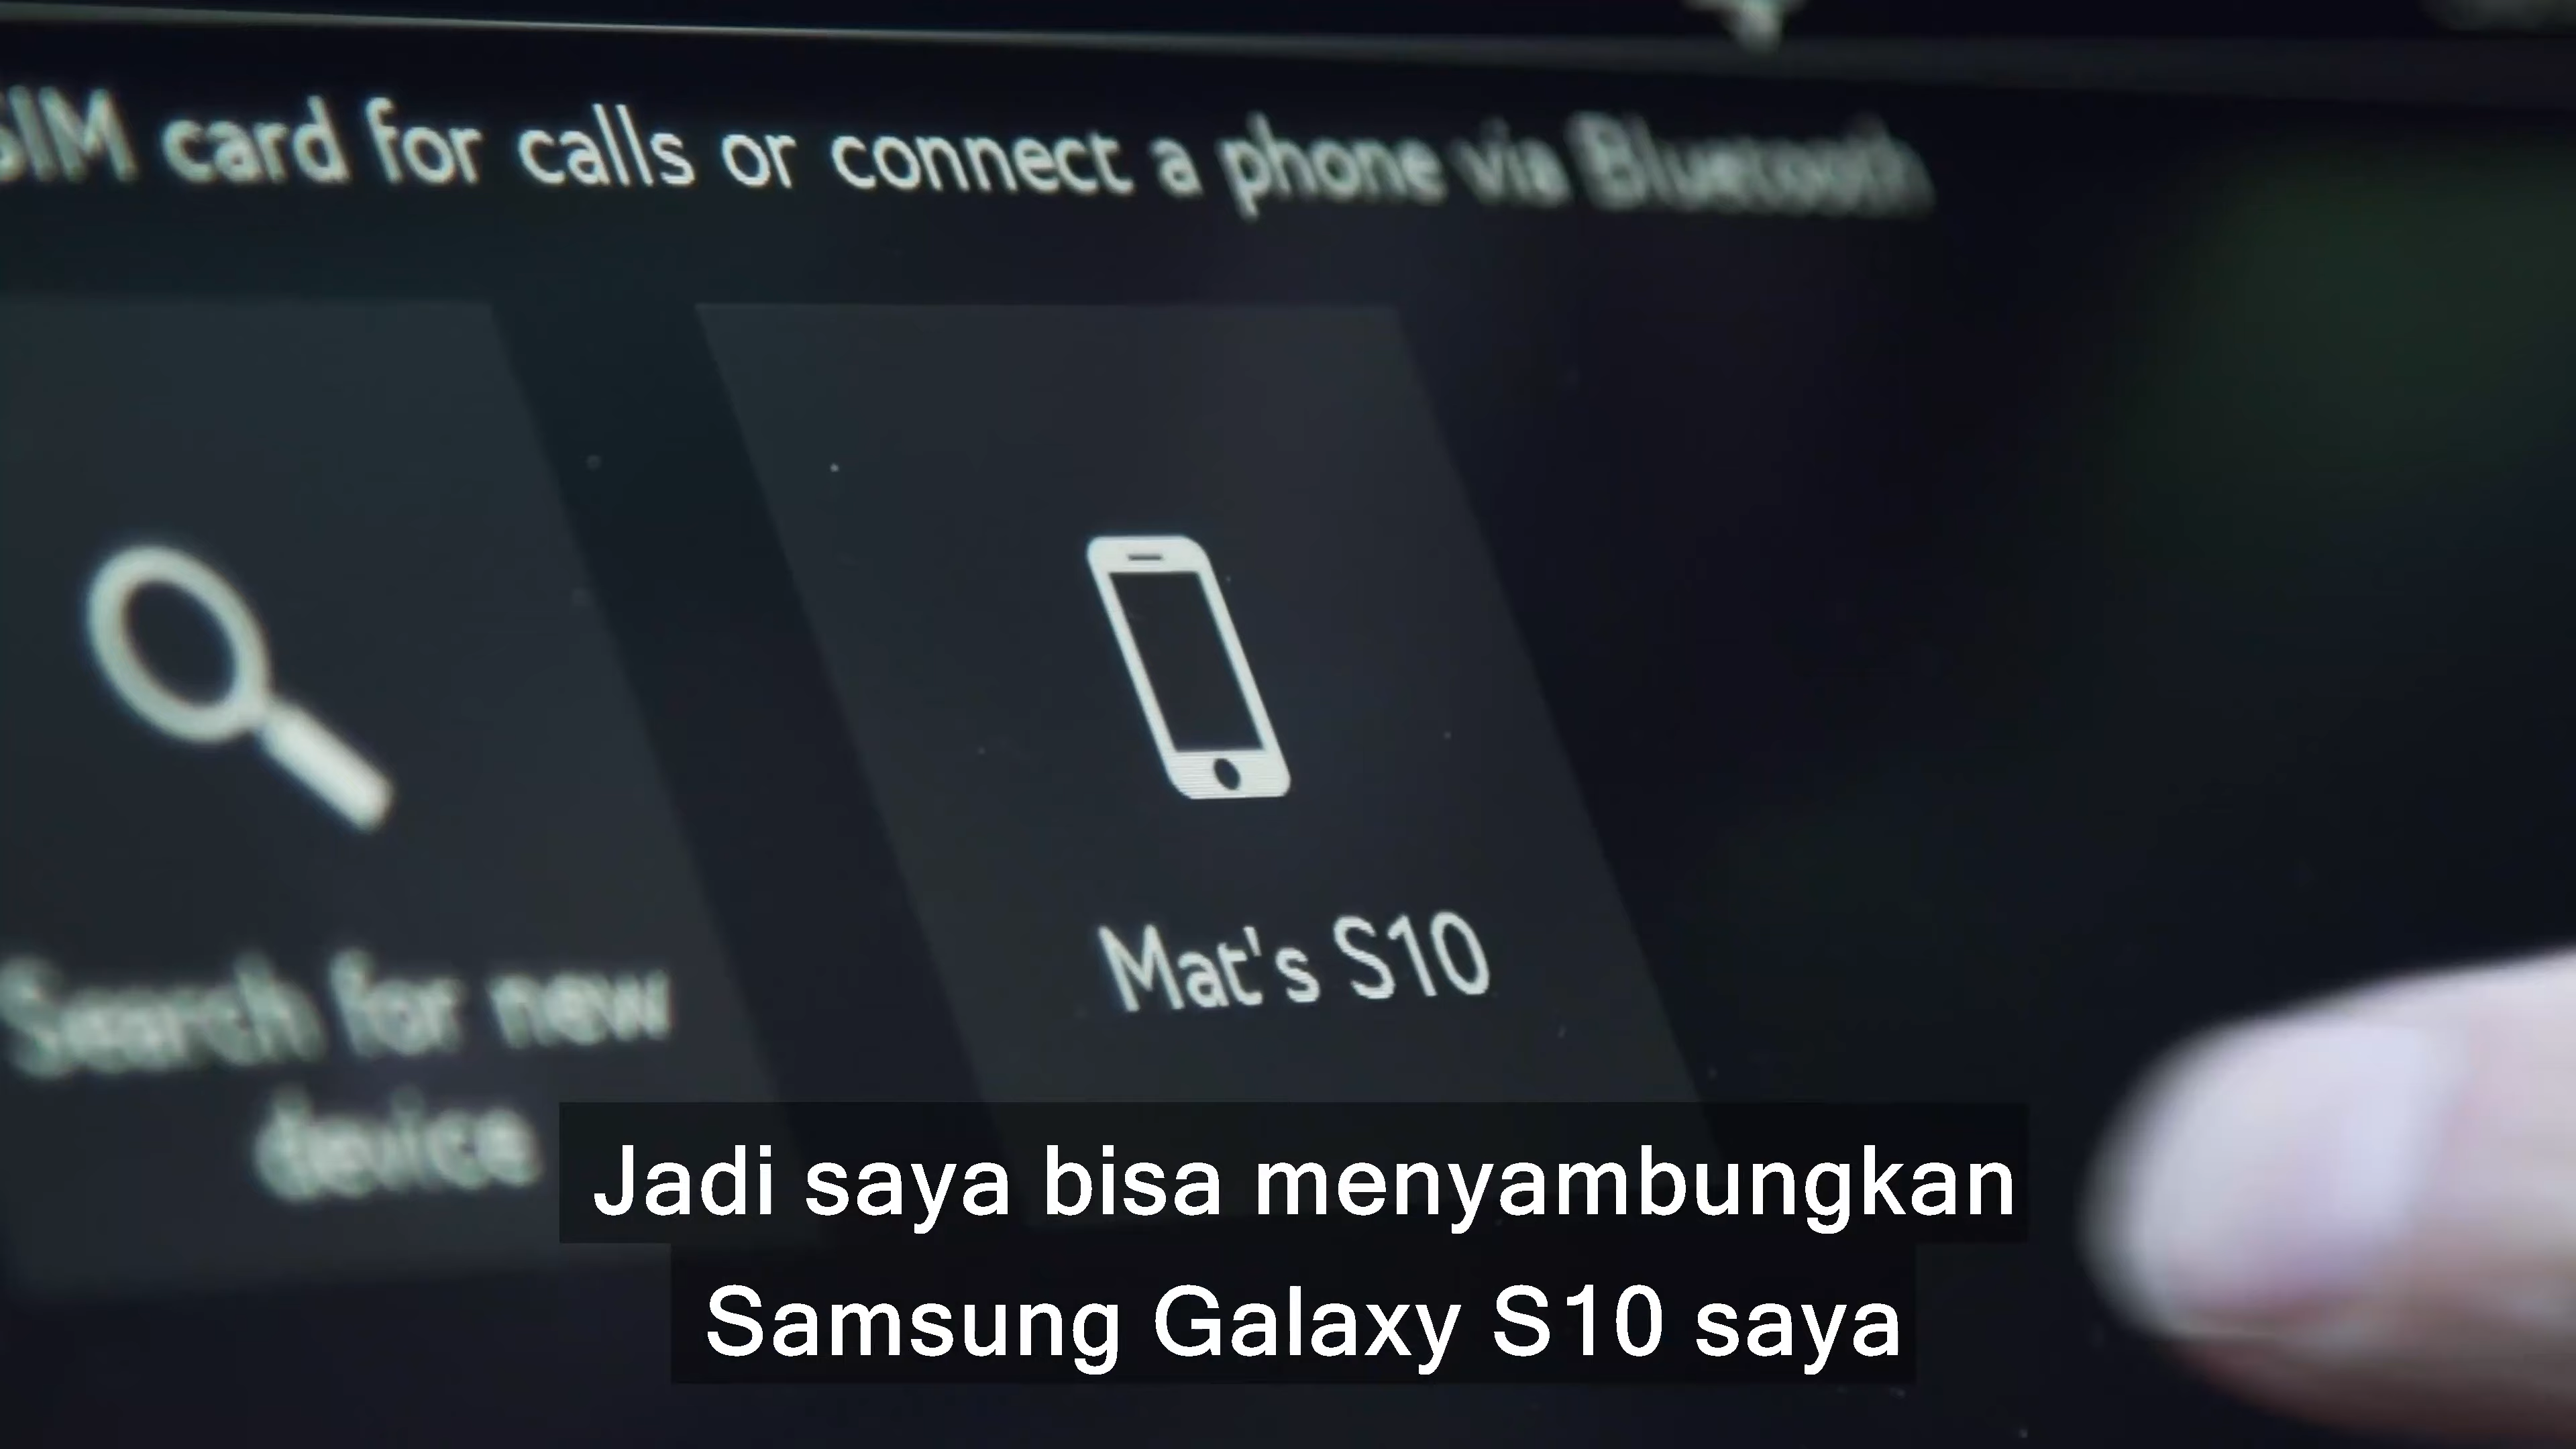 SIM card for calls or connect a phone via Bluetooth
Search for new
device
Mat's S10
Jadi saya bisa menyambungkan
Samsung Galaxy S10 saya